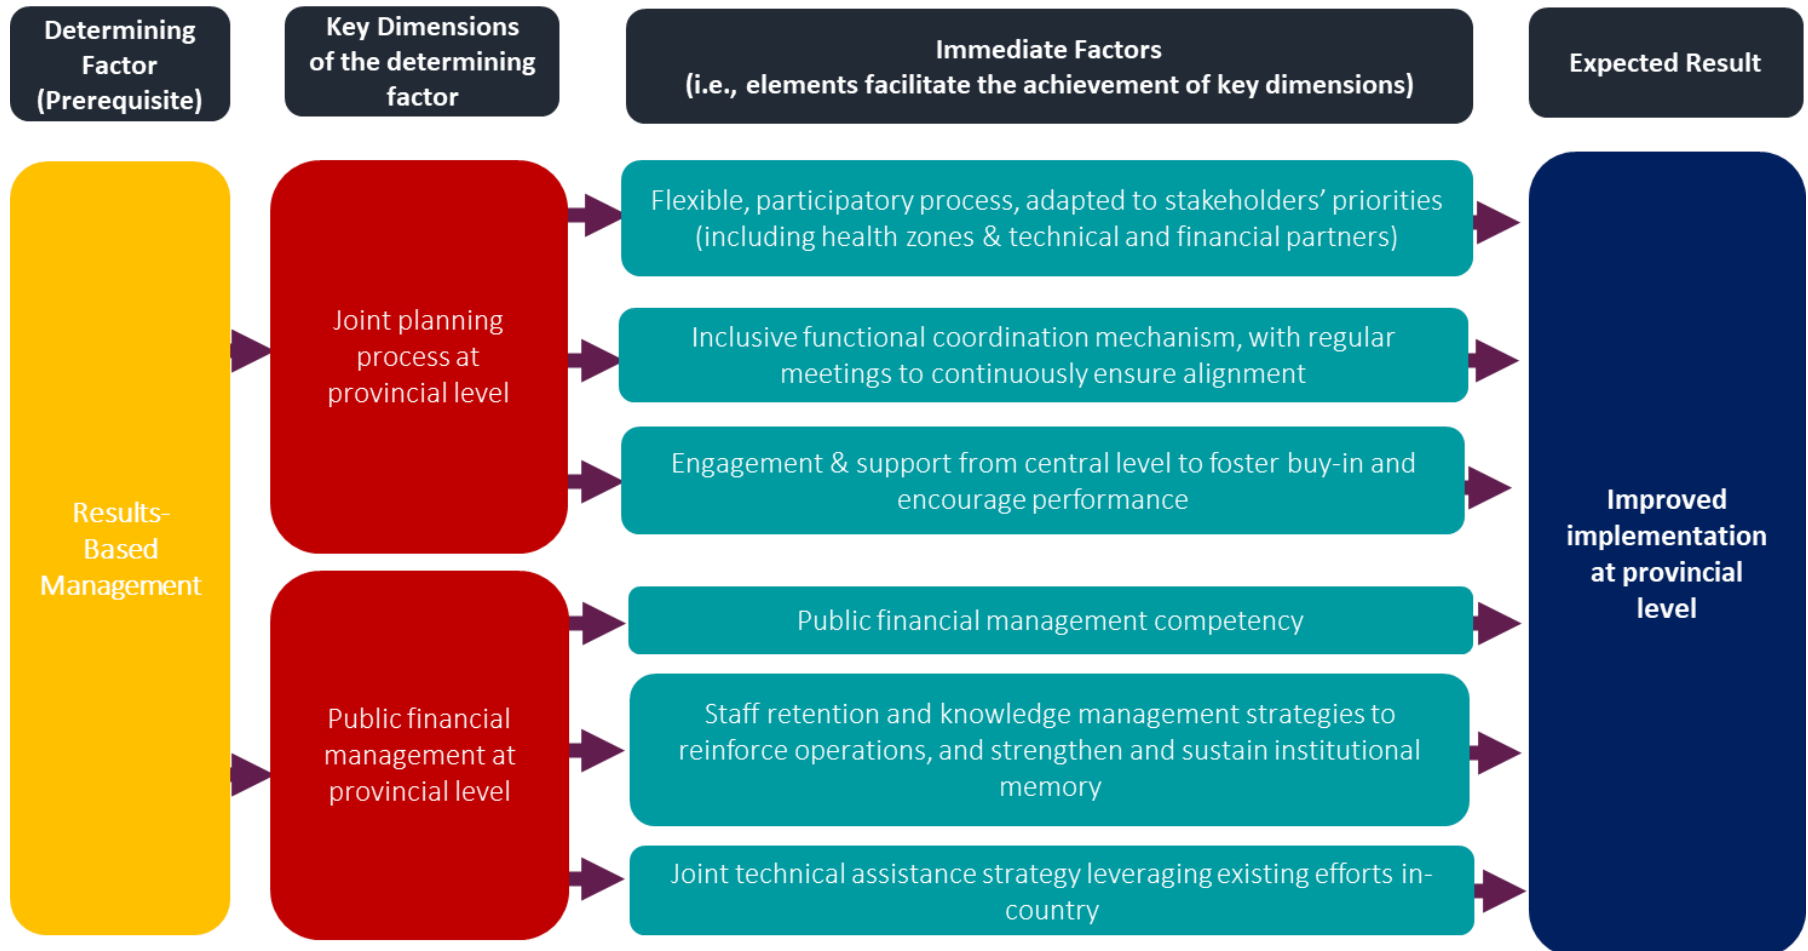 Determining
Factor
(Prerequisite)
Key Dimensions
of the determining
factor
Immediate Factors
(i.e., elements facilitate the achievement of key dimensions)
Expected Result
Results-
Based
Management
Joint planning
process at
provincial level
Flexible, participatory process, adapted to stakeholders’ priorities
(including health zones & technical and financial partners)
Inclusive functional coordination mechanism, with regular
meetings to continuously ensure alignment
Engagement & support from central level to foster buy-in and
encourage performance
Public financial
management at
provincial level
Public financial management competency
Staff retention and knowledge management strategies to
reinforce operations, and strengthen and sustain institutional
memory
Joint technical assistance strategy leveraging existing efforts in-
country
Improved
implementation
at provincial
level